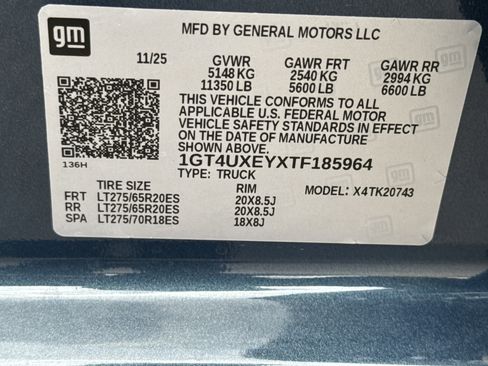 gm
MFD BY GENERAL MOTORS LLC
11/25 GVWR GAWR FRT GAWR RR
5148 KG 2540 KG 2994 KG
11350 LB 5600 LB 6600 LB
THIS VEHICLE CONFORMS TO ALL
APPLICABLE U.S. FEDERAL MOTOR
VEHICLE SAFETY STANDARDS IN EFFECT
ON THE DATE OF MANUFACTURE
SHOWN ABOVE.
136H
1GT4UXEYXTF185964
TYPE: TRUCK
TIRE SIZE RIM MODEL: X4TK20743
FRT LT275/65R20ES 20X8.5J
RR LT275/65R20ES 20X8.5J
SPA LT275/70R18ES 18X8J